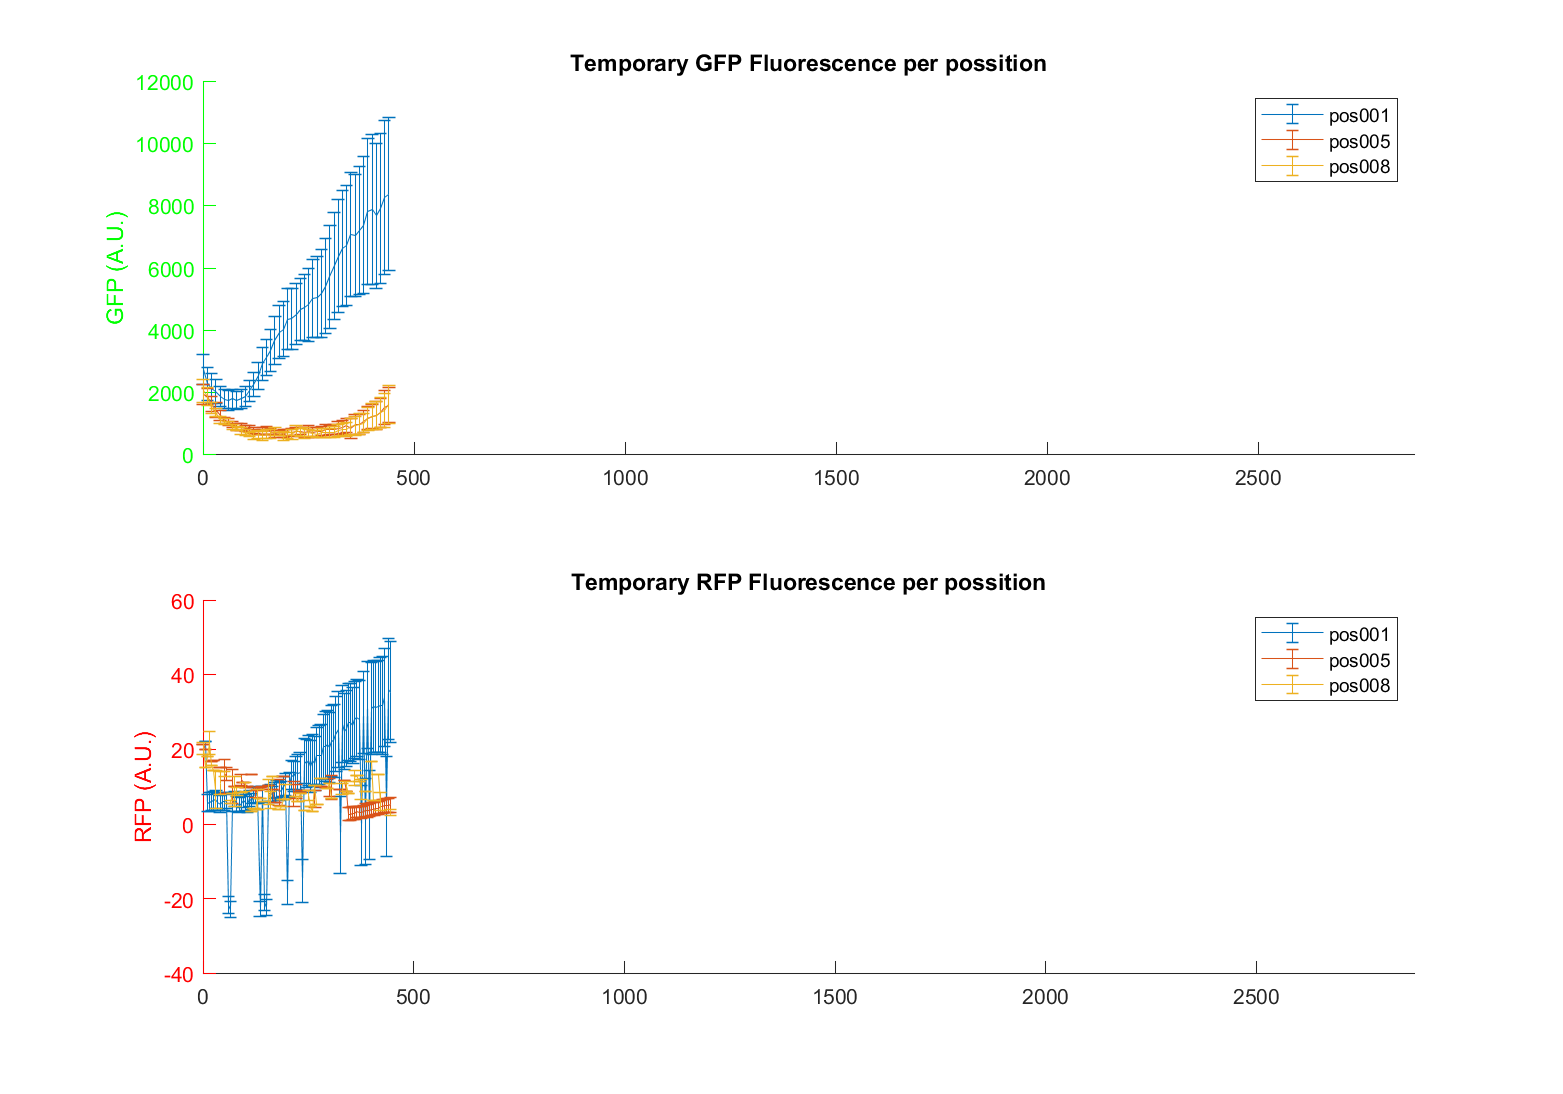 Temporary GFP Fluorescence per possition
12000
10000
8000
6000
4000
2000
0
GFP (A.U.)
pos001
pos005
pos008
0 500 1000 1500 2000 2500
Temporary RFP Fluorescence per possition
60
40
20
0
-20
-40
RFP (A.U.)
pos001
pos005
pos008
0 500 1000 1500 2000 2500